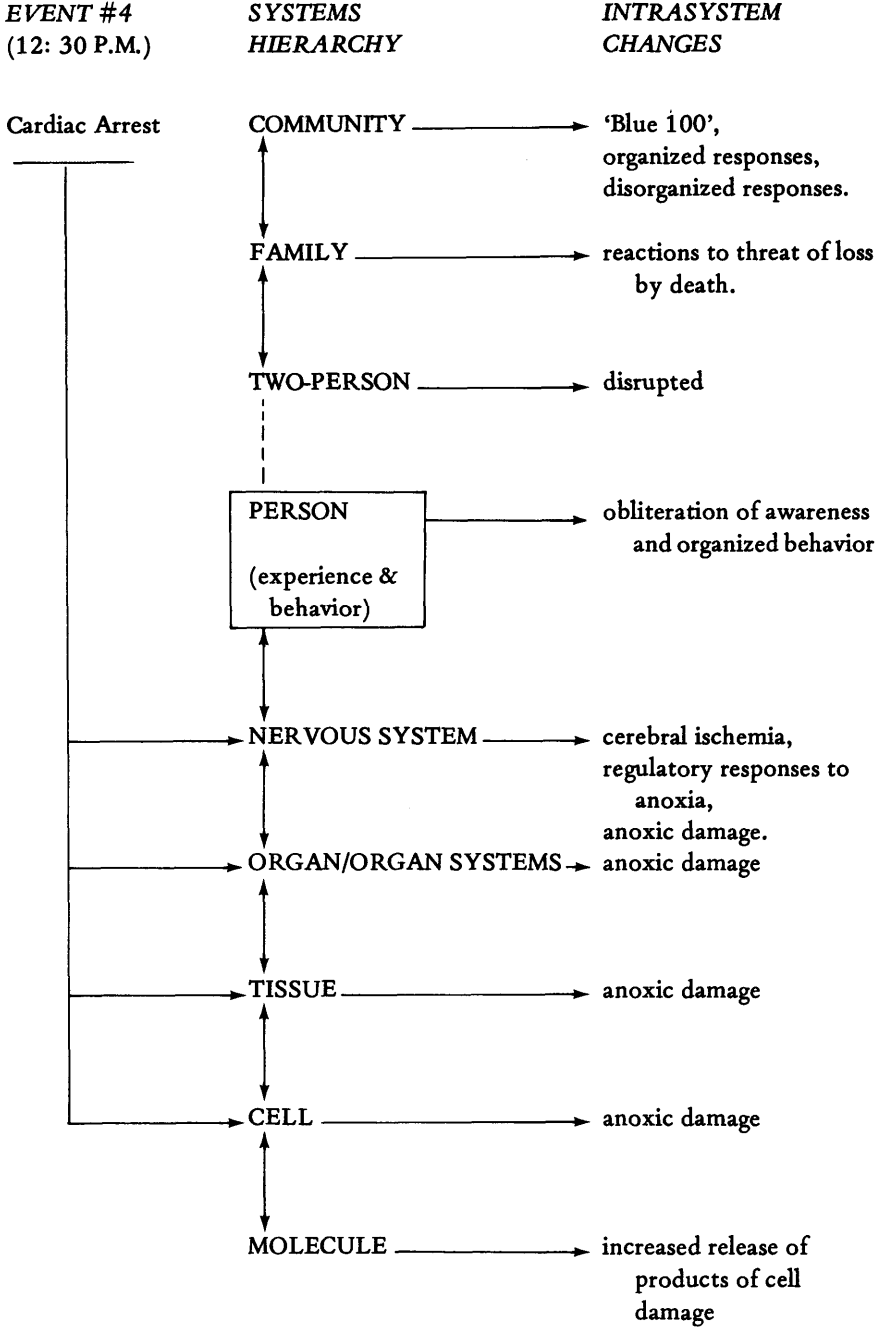 EVENT #4 SYSTEMS INTRASYSTEM
(12: 30 P.M.) HIERARCHY CHANGES
Cardiac Arrest COMMUNITY 'Blue 100',
organized responses,
disorganized responses.
FAMILY reactions to threat of loss
by death.
TWO-PERSON disrupted
PERSON obliteration of awareness
and organized behavior
(experience &
behavior)
NERVOUS SYSTEM cerebral ischemia,
regulatory responses to
anoxia,
anoxic damage.
ORGAN/ORGAN SYSTEMS anoxic damage
TISSUE anoxic damage
CELL anoxic damage
MOLECULE increased release of
products of cell
damage